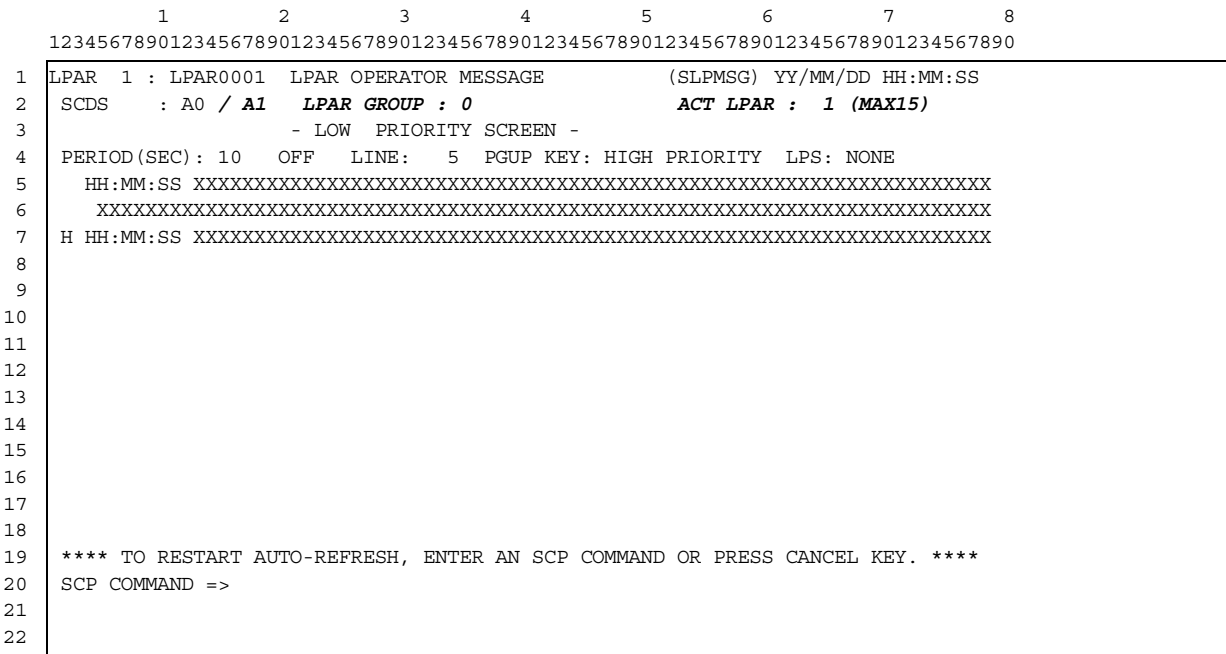 1 2 3 4 5 6 7 8
12345678901234567890123456789012345678901234567890123456789012345678901234567890
1 LPAR 1 : LPAR0001 LPAR OPERATOR MESSAGE (SLPMSG) YY/MM/DD HH:MM:SS
2 SCDS : A0 / A1 LPAR GROUP : 0 ACT LPAR : 1 (MAX15)
3 - LOW PRIORITY SCREEN -
4 PERIOD(SEC): 10 OFF LINE: 5 PGUP KEY: HIGH PRIORITY LPS: NONE
5 HH:MM:SS XXXXXXXXXXXXXXXXXXXXXXXXXXXXXXXXXXXXXXXXXXXXXXXXXXXXXXXXXXXXXXXXXX
6 XXXXXXXXXXXXXXXXXXXXXXXXXXXXXXXXXXXXXXXXXXXXXXXXXXXXXXXXXXXXXXXXXXXXXXXXXX
7 H HH:MM:SS XXXXXXXXXXXXXXXXXXXXXXXXXXXXXXXXXXXXXXXXXXXXXXXXXXXXXXXXXXXXXXXXXX
8
9
10
11
12
13
14
15
16
17
18
19 **** TO RESTART AUTO-REFRESH, ENTER AN SCP COMMAND OR PRESS CANCEL KEY. ****
20 SCP COMMAND =>
21
22